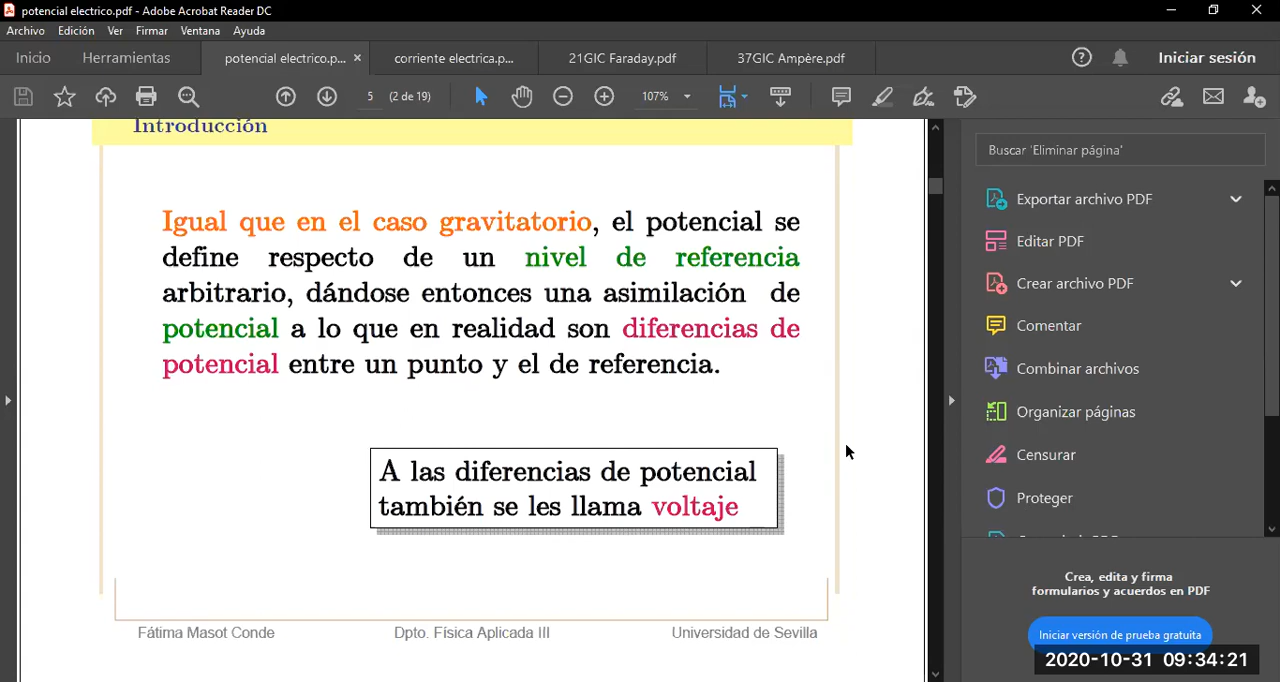 potencial electrico.pdf - Adobe Acrobat Reader DC
Archivo Edición Ver Firmar Ventana Ayuda
Inicio Herramientas potencial electrico.p... × corriente electrica.p... 21GIC Faraday.pdf 37GIC Ampère.pdf Iniciar sesión
5 (2 de 19) 107%
Introducción
Igual que en el caso gravitatorio, el potencial se
define respecto de un nivel de referencia
arbitrario, dándose entonces una asimilación de
potencial a lo que en realidad son diferencias de
potencial entre un punto y el de referencia.
A las diferencias de potencial
también se les llama voltaje
Fátima Masot Conde Dpto. Física Aplicada III Universidad de Sevilla
Buscar 'Eliminar página'
Exportar archivo PDF
Editar PDF
Crear archivo PDF
Comentar
Combinar archivos
Organizar páginas
Censurar
Proteger
Crea, edita y firma
formularios y acuerdos en PDF
Iniciar versión de prueba gratuita
2020-10-31 09:34:21